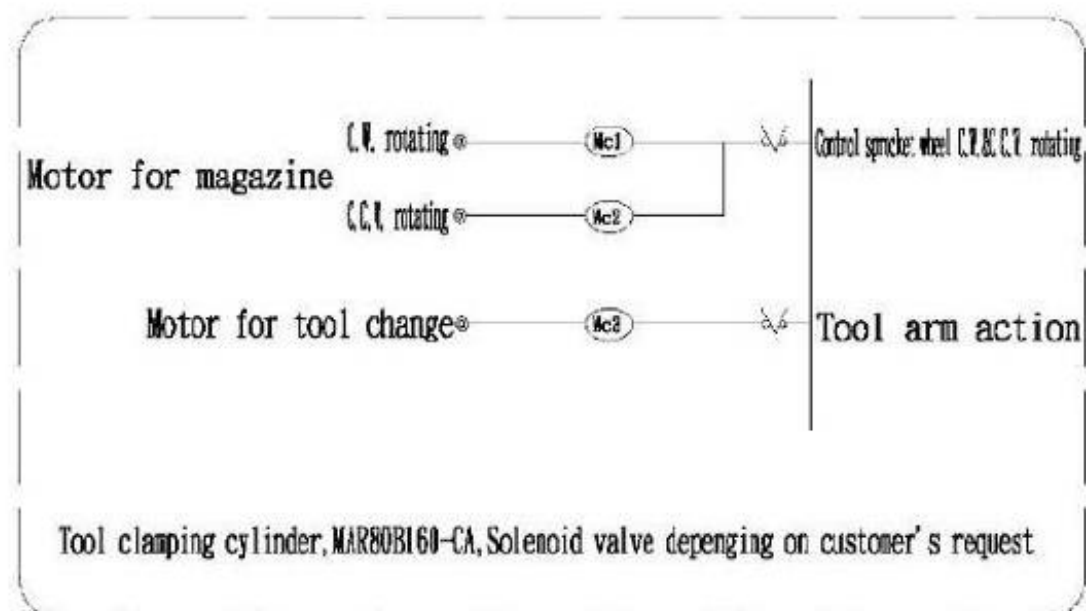 C.W. rotating
Mc1
Control sprocket wheel C.W.&C.C.W. rotating
Motor for magazine
C.C.W. rotating
Mc2
Motor for tool change
Mc3
Tool arm action
Tool clamping cylinder,MAR80B160-CA,Solenoid valve depenging on customer's request